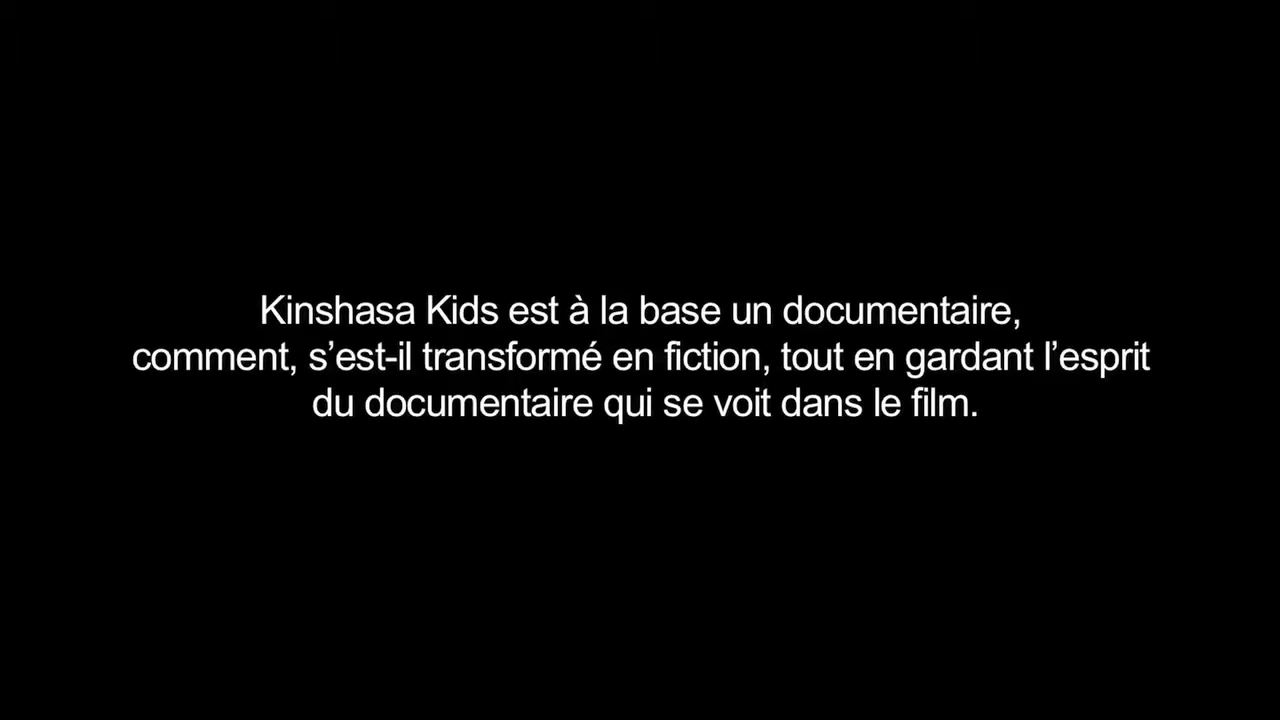 Kinshasa Kids est à la base un documentaire,
comment, s’est-il transformé en fiction, tout en gardant l’esprit
du documentaire qui se voit dans le film.